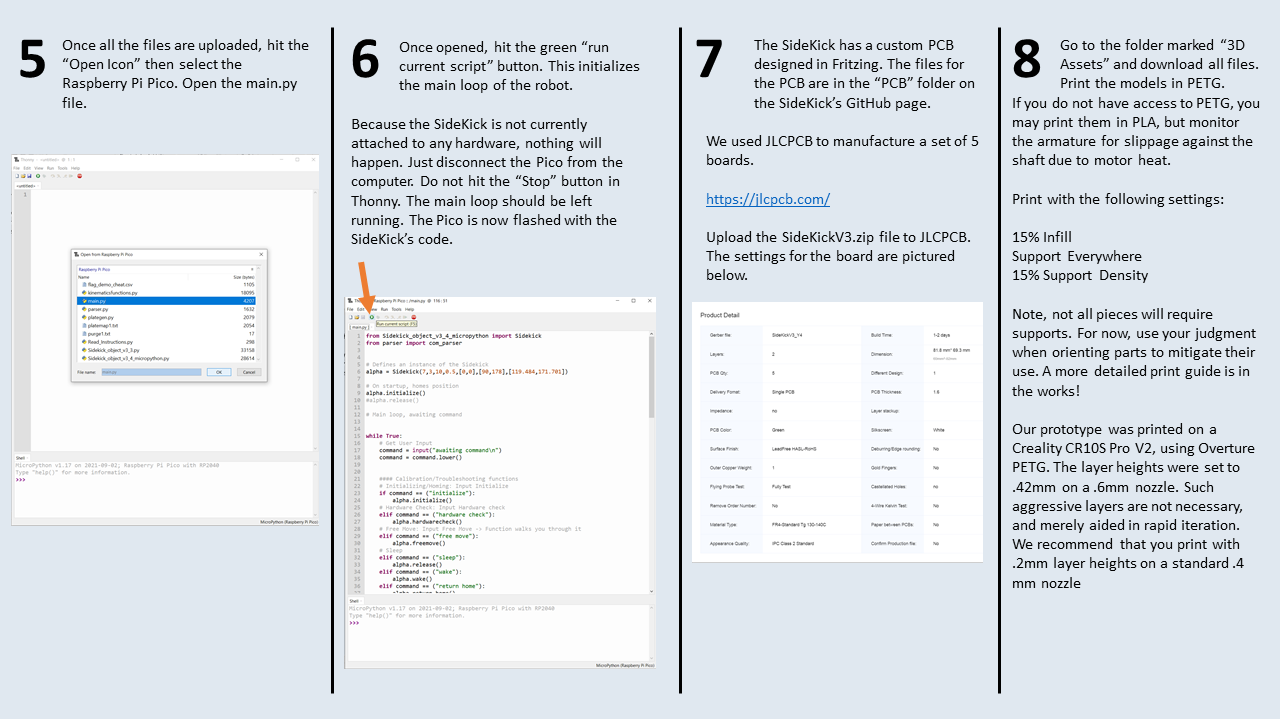 5
Once all the files are uploaded, hit the
“Open Icon” then select the
Raspberry Pi Pico. Open the main.py
file.
Thonny - <untitled> @ 1 : 1
File Edit View Run Tools Help
<untitled>
1
Open from Raspberry Pi Pico
Raspberry Pi Pico
Name Size (bytes)
flag_demo_cheat.csv 1105
kinematicsfunctions.py 18095
main.py 4207
parser.py 1632
plategen.py 2079
platemap1.txt 2054
purge1.txt 17
Read_Instructions.py 298
Sidekick_object_v3_3.py 33158
Sidekick_object_v3_4_micropython.py 28614
File name:
OK Cancel
Shell
MicroPython v1.17 on 2021-09-02; Raspberry Pi Pico with RP2040
Type "help()" for more information.
>>>
MicroPython (Raspberry Pi Pico)
6
Once opened, hit the green “run
current script” button. This initializes
the main loop of the robot.
Because the SideKick is not currently
attached to any hardware, nothing will
happen. Just disconnect the Pico from the
computer. Do not hit the “Stop” button in
Thonny. The main loop should be left
running. The Pico is now flashed with the
SideKick’s code.
Raspberry Pi Pico :: /main.py @ 116 : 31
File Edit View Run Tools Help
Run current script (F5)
[ main.py ]
1 from Sidekick_object_v3_4_micropython import Sidekick
2 from parser import com_parser
3
4
5 # Defines an instance of the Sidekick
6 alpha = Sidekick(7,3,10,0.5,[0,0],[90,178],[119.484,171.701])
7
8 # On startup, homes position
9 alpha.initialize()
10 #alpha.release()
11
12 # Main loop, awaiting command
13
14
15 while True:
16 # Get User Input
17 command = input("awaiting command\n")
18 command = command.lower()
19
20
21 #### Calibration/Troubleshooting functions
22 # Initializing/Homing: Input Initialize
23 if command == ("initialize"):
24 alpha.initialize()
25 # Hardware Check: Input Hardware check
26 elif command == ("hardware check"):
27 alpha.hardwarecheck()
28 # Free Move: Input Free Move -> Function walks you through it
29 elif command == ("free move"):
30 alpha.freemove()
31 # Sleep
32 elif command == ("sleep"):
33 alpha.release()
34 elif command == ("wake"):
35 alpha.wake()
36 elif command == ("return home"):
Shell
MicroPython v1.17 on 2021-09-02; Raspberry Pi Pico with RP2040
Type "help()" for more information.
>>>
MicroPython (Raspberry Pi Pico)
7
The SideKick has a custom PCB
designed in Fritzing. The files for
the PCB are in the “PCB” folder on
the SideKick’s GitHub page.
We used JLCPCB to manufacture a set of 5
boards.
https://jlcpcb.com/
Upload the SideKickV3.zip file to JLCPCB.
The settings for the board are pictured
below.
Product Detail
Gerber file: SideKickV3_Y4 Build Time: 1-2 days
Layers: 2 Dimension: 81.8 mm* 69.3 mm
PCB Qty: 5 Different Design: 1
Delivery Format: Single PCB PCB Thickness: 1.6
Impedance: no Layer stackup:
PCB Color: Green Silkscreen: White
Surface Finish: LeadFree HASL-RoHS Deburring/Edge rounding: No
Outer Copper Weight: 1 Gold Fingers: No
Flying Probe Test: Fully Test Castellated Holes: no
Remove Order Number: No 4-Wire Kelvin Test: No
Material Type: FR4-Standard Tg 130-140C Paper between PCBs: No
Appearance Quality: IPC Class 2 Standard Confirm Production file: No
8
Go to the folder marked “3D
Assets” and download all files.
Print the models in PETG.
If you do not have access to PETG, you
may print them in PLA, but monitor
the armature for slippage against the
shaft due to motor heat.
Print with the following settings:
15% Infill
Support Everywhere
15% Support Density
Note, not all pieces will require
supports. Please, use your judgment
when orienting parts to mitigate their
use. A more detailed print guide is in
the works.
Our prototype was printed on a
Creality CR-10 Mini using Overture
PETG. The layer heights were set to
.42mm on a .6 mm nozzle. Such
aggressive settings are not necessary,
and merely facilitated iteration.
We recommend that you print with
.2mm layer heights on a standard .4
mm nozzle.